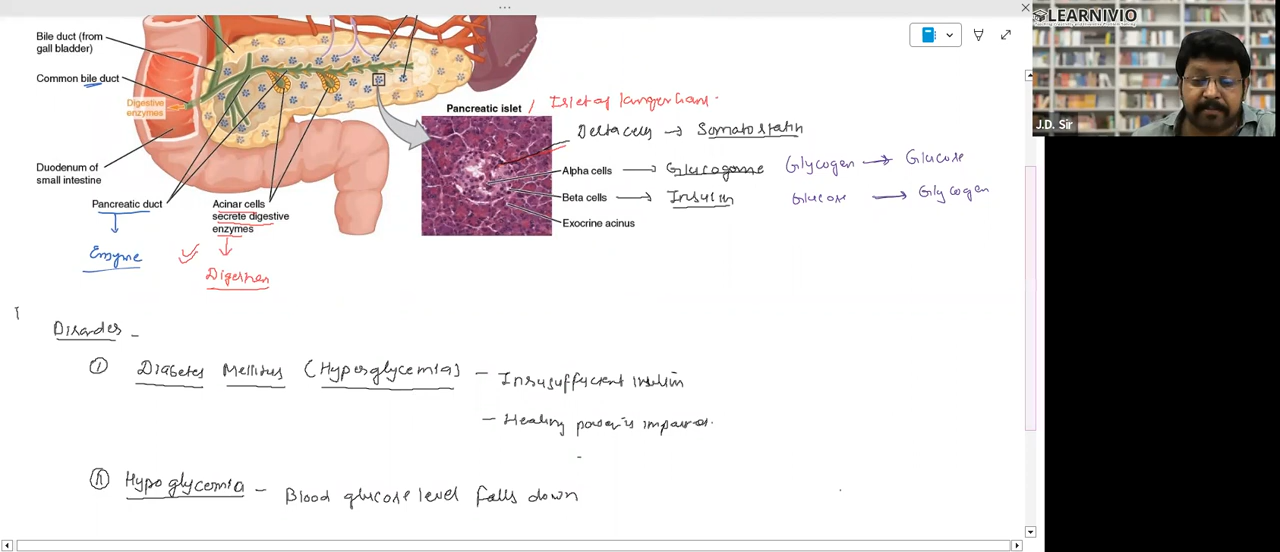 LEARNIVIO
J.D. Sir
Bile duct (from
gall bladder)
Common bile duct
Digestive
enzymes
Duodenum of
small intestine
Pancreatic duct
Enzyme
Acinar cells
secrete digestive
enzymes
Digestion
Pancreatic islet / Islet of langerhans.
Delta cells → Somatostatin
Alpha cells → Glucogone Glycogen → Glucose
Beta cells → Insulin Glucose → Glycogen
Exocrine acinus
Disorder -
① Diabetes Mellitus (Hyperglycemia) - Insusufficient insulin
- Healing power is impaired.
② Hypoglycemia - Blood glucose level falls down